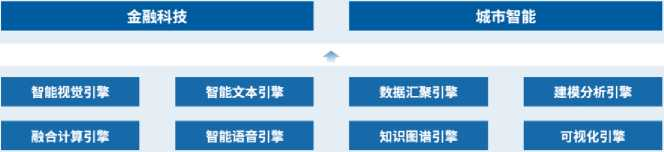 金融科技 城市智能
智能视觉引擎 智能文本引擎 数据汇聚引擎 建模分析引擎
融合计算引擎 智能语音引擎 知识图谱引擎 可视化引擎